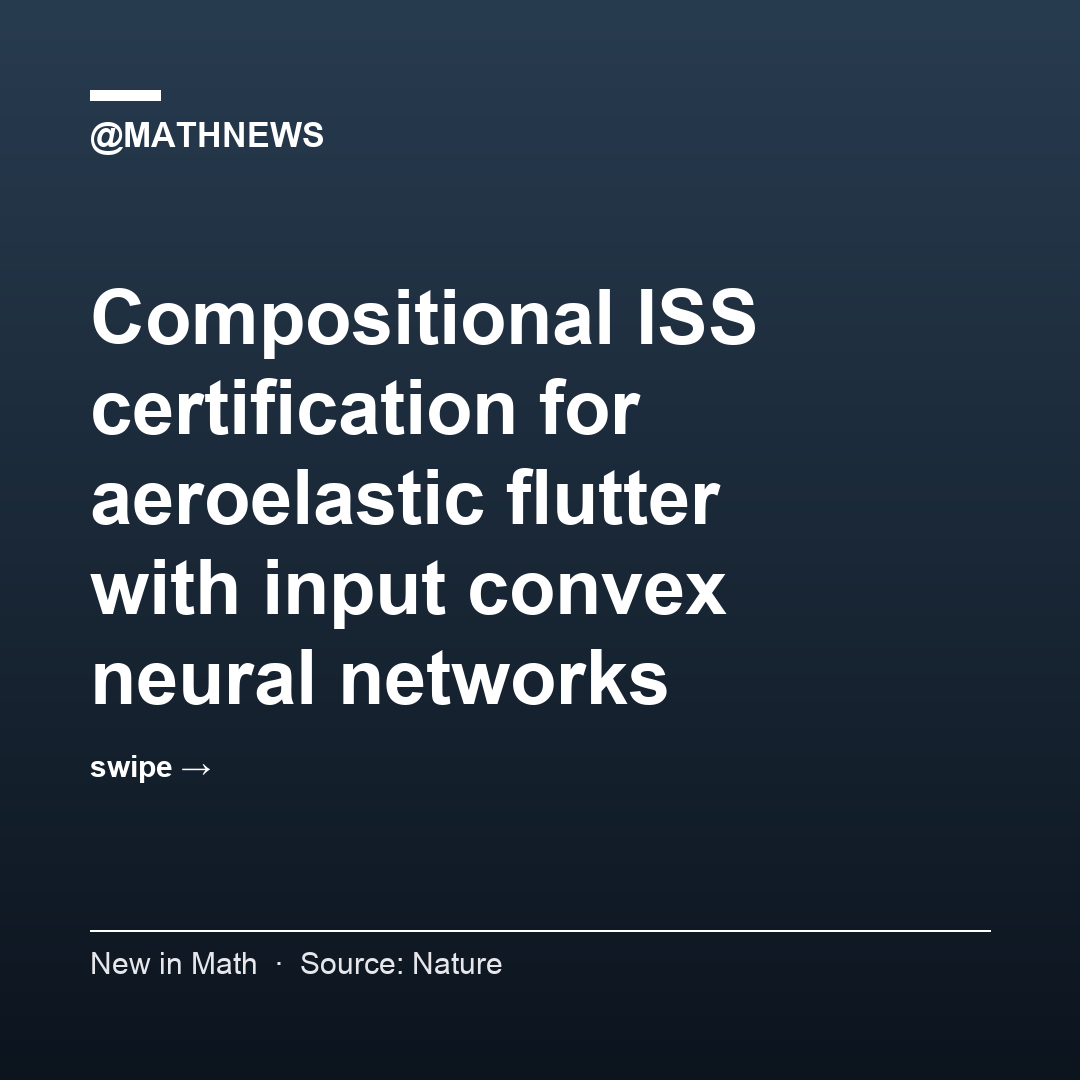 @MATHNEWS
Compositional ISS
certification for
aeroelastic flutter
with input convex
neural networks
swipe →
New in Math · Source: Nature